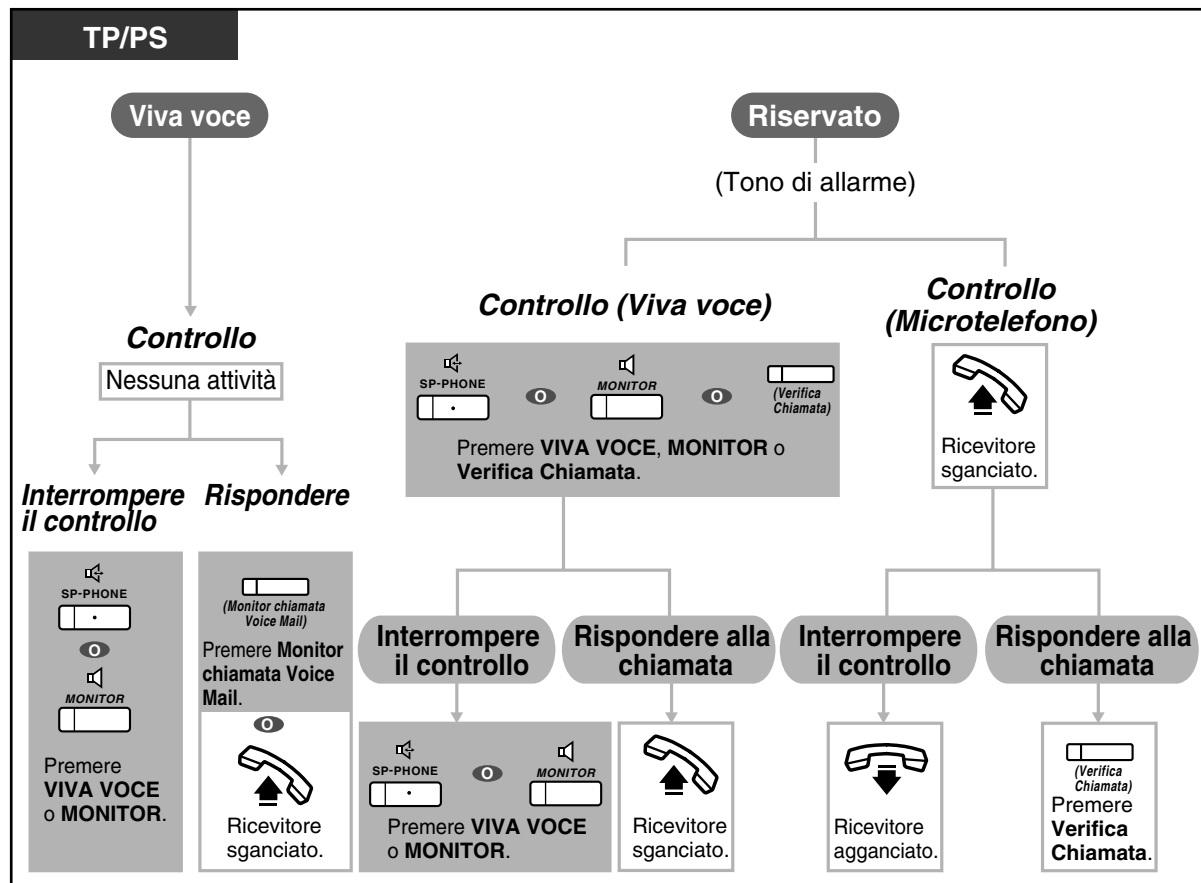 TP/PS
Viva voce
Riservato
(Tono di allarme)
Controllo
Nessuna attività
Interrompere
il controllo
SP-PHONE
O
MONITOR
Premere
VIVA VOCE
o MONITOR.
Rispondere
(Monitor chiamata
Voice Mail)
Premere Monitor
chiamata Voice
Mail.
O
Ricevitore
sganciato.
Controllo (Viva voce)
SP-PHONE
O
MONITOR
O
(Verifica
Chiamata)
Premere VIVA VOCE, MONITOR o
Verifica Chiamata.
Interrompere
il controllo
SP-PHONE
O
MONITOR
Premere VIVA VOCE
o MONITOR.
Rispondere alla
chiamata
Ricevitore
sganciato.
Controllo
(Microtelefono)
Ricevitore
sganciato.
Interrompere
il controllo
Ricevitore
agganciato.
Rispondere alla
chiamata
(Verifica
Chiamata)
Premere
Verifica
Chiamata.